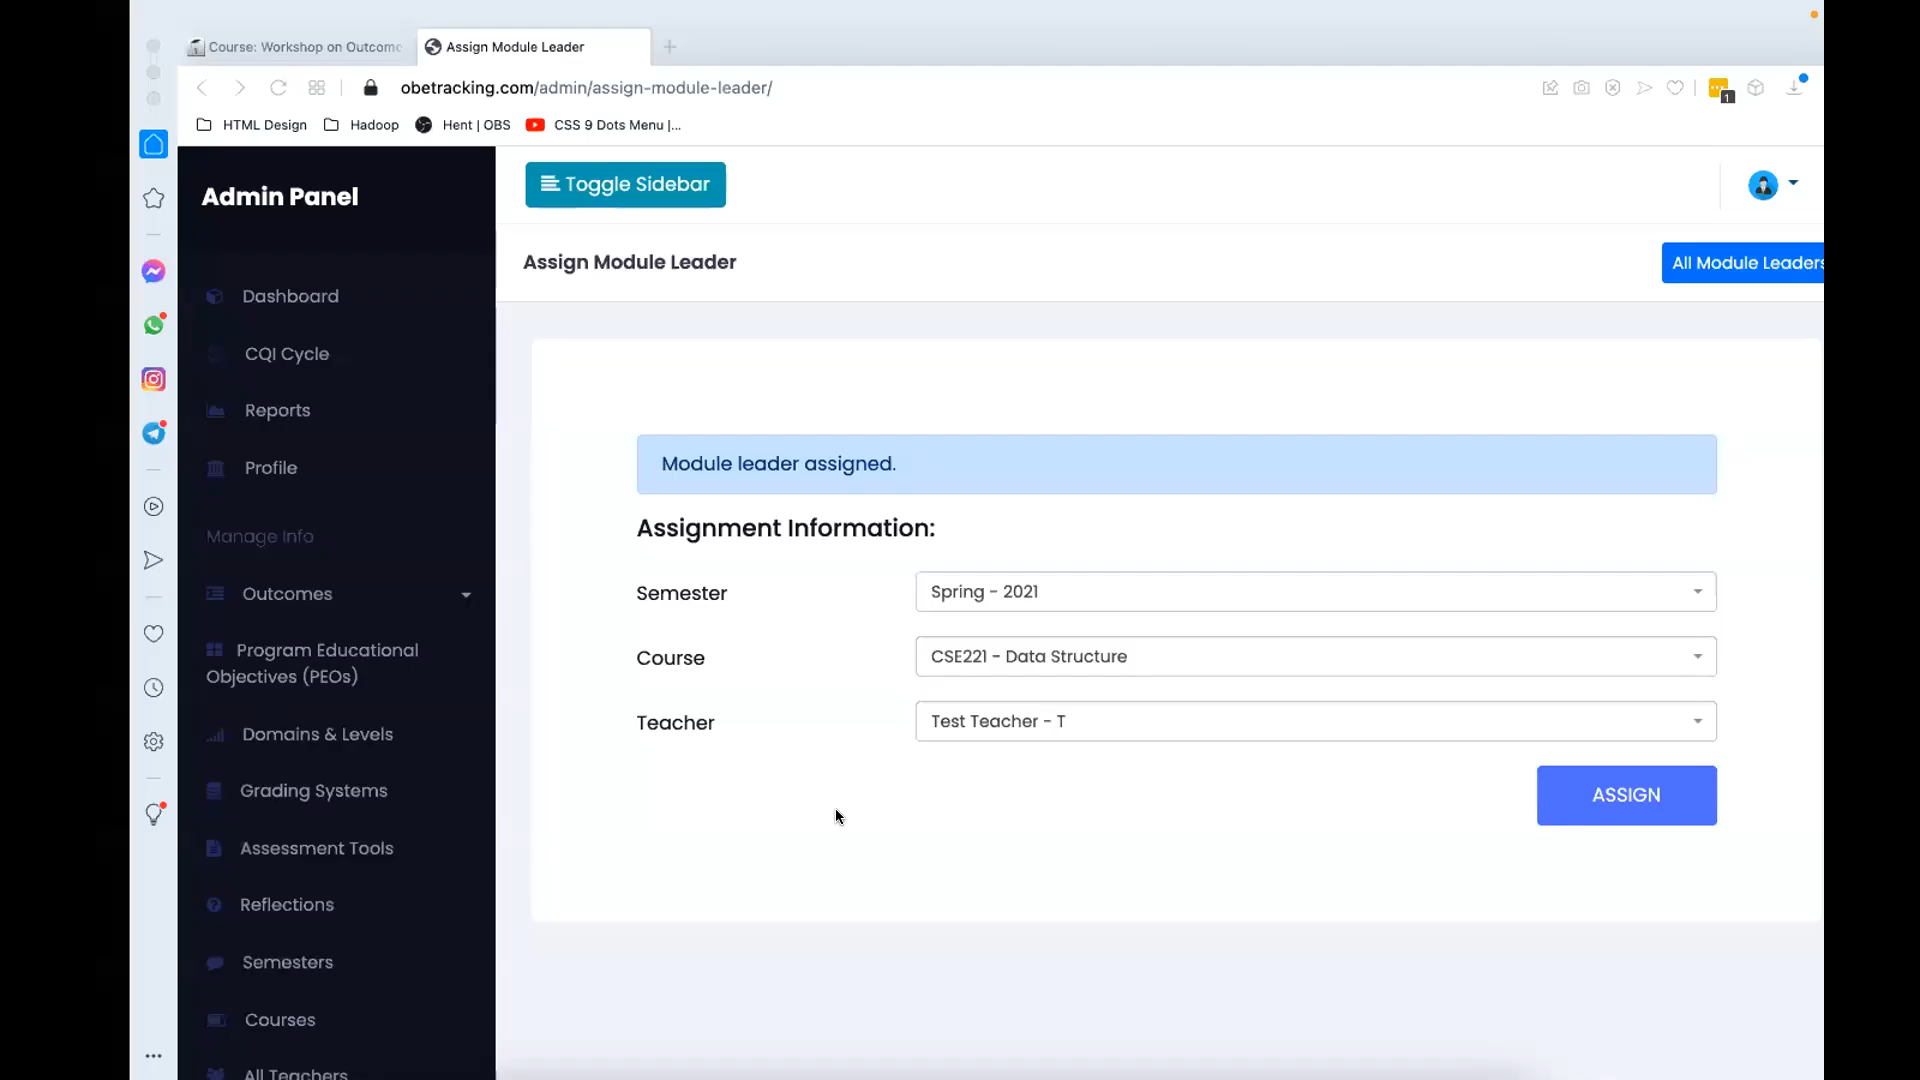 Course: Workshop on Outcome
Assign Module Leader
obetracking.com/admin/assign-module-leader/
1
HTML Design
Hadoop
Hent | OBS
CSS 9 Dots Menu |...
Admin Panel
Toggle Sidebar
Assign Module Leader
All Module Leaders
Dashboard
CQI Cycle
Reports
Profile
Manage Info
Outcomes
Program Educational
Objectives (PEOs)
Domains & Levels
Grading Systems
Assessment Tools
Reflections
Semesters
Courses
All Teachers
Module leader assigned.
Assignment Information:
Semester
Spring - 2021
Course
CSE221 - Data Structure
Teacher
Test Teacher - T
ASSIGN